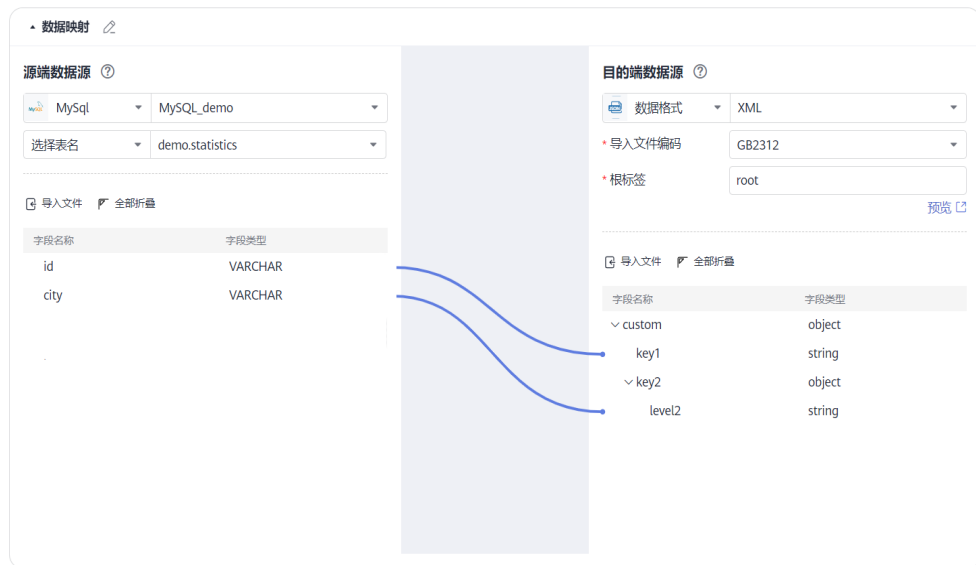 数据映射
源端数据源
MySql MySQL_demo
选择表名 demo.statistics
导入文件 全部折叠
字段名称 字段类型
id VARCHAR
city VARCHAR
目的端数据源
数据格式 XML
* 导入文件编码 GB2312
* 根标签 root
预览
导入文件 全部折叠
字段名称 字段类型
custom object
key1 string
key2 object
level2 string